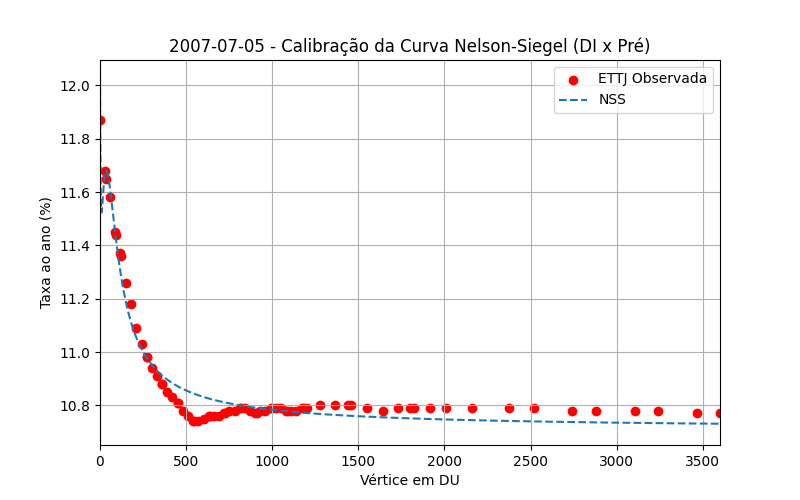 2007-07-05 - Calibração da Curva Nelson-Siegel (DI x Pré)
ETTJ Observada
NSS
Taxa ao ano (%)
12.0
11.8
11.6
11.4
11.2
11.0
10.8
0 500 1000 1500 2000 2500 3000 3500
Vértice em DU